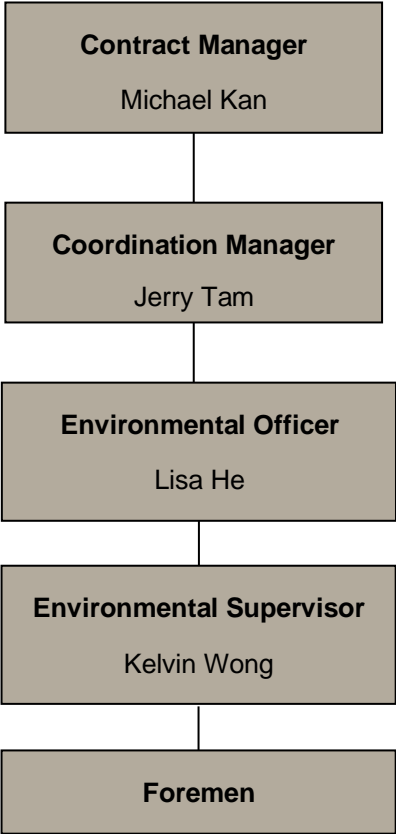 Contract Manager
Michael Kan
Coordination Manager
Jerry Tam
Environmental Officer
Lisa He
Environmental Supervisor
Kelvin Wong
Foremen